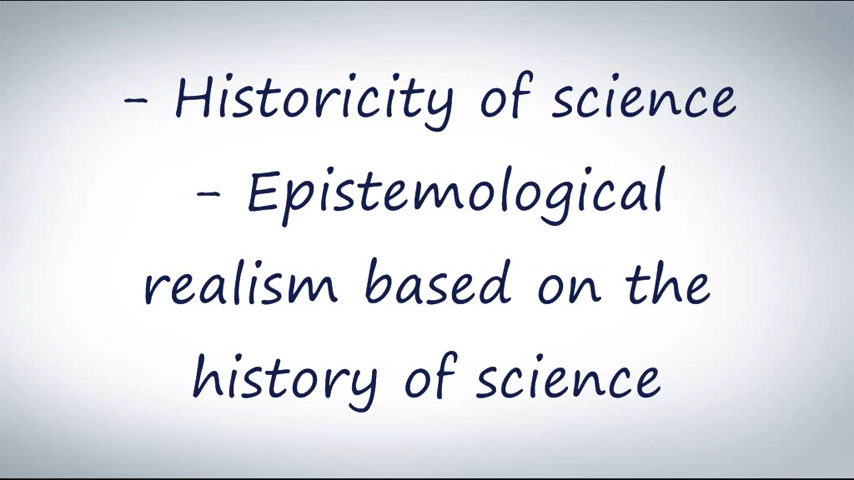 - Historicity of science
- Epistemological
realism based on the
history of science